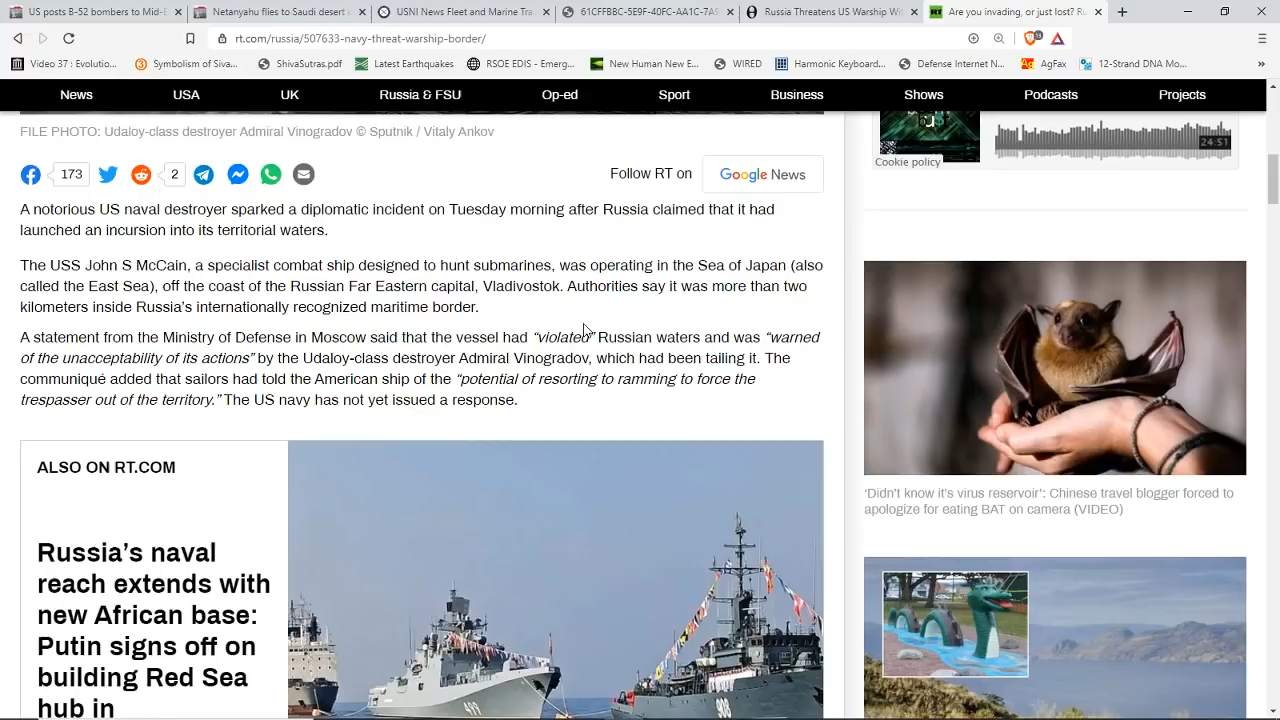 US posts B-52 bombers to Mid-E
Netanyahu flies to Saudi desert
USNI News Fleet and Marine Tra
61CFFBBC-5E9F-40FC-AA1C-7A9
Russia Threatens US Warship Wi
Are you invading, or just lost? Ru
rt.com/russia/507633-navy-threat-warship-border/
Video 37 : Evolutio...
Symbolism of Siva...
ShivaSutras.pdf
Latest Earthquakes
RSOE EDIS - Emerg...
New Human New E...
WIRED
Harmonic Keyboard...
Defense Internet N...
AgFax
12-Strand DNA Mo...
News USA UK Russia & FSU Op-ed Sport Business Shows Podcasts Projects
FILE PHOTO: Udaloy-class destroyer Admiral Vinogradov © Sputnik / Vitaly Ankov
173
2
Follow RT on
Google News
A notorious US naval destroyer sparked a diplomatic incident on Tuesday morning after Russia claimed that it had
launched an incursion into its territorial waters.
The USS John S McCain, a specialist combat ship designed to hunt submarines, was operating in the Sea of Japan (also
called the East Sea), off the coast of the Russian Far Eastern capital, Vladivostok. Authorities say it was more than two
kilometers inside Russia's internationally recognized maritime border.
A statement from the Ministry of Defense in Moscow said that the vessel had “violated” Russian waters and was “warned
of the unacceptability of its actions” by the Udaloy-class destroyer Admiral Vinogradov, which had been tailing it. The
communiqué added that sailors had told the American ship of the “potential of resorting to ramming to force the
trespasser out of the territory.” The US navy has not yet issued a response.
ALSO ON RT.COM
Russia’s naval
reach extends with
new African base:
Putin signs off on
building Red Sea
hub in
24:51
Cookie policy
‘Didn’t know it’s virus reservoir’: Chinese travel blogger forced to
apologize for eating BAT on camera (VIDEO)